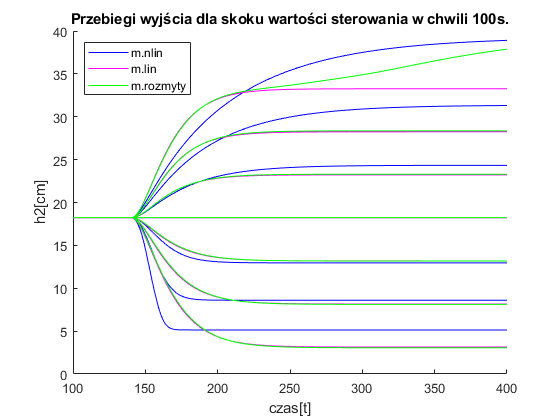 Przebiegi wyjścia dla skoku wartości sterowania w chwili 100s.
40
35
30
25
20
15
10
5
0
h2[cm]
m.nlin
m.lin
m.rozmyty
100
150
200
250
300
350
400
czas[t]